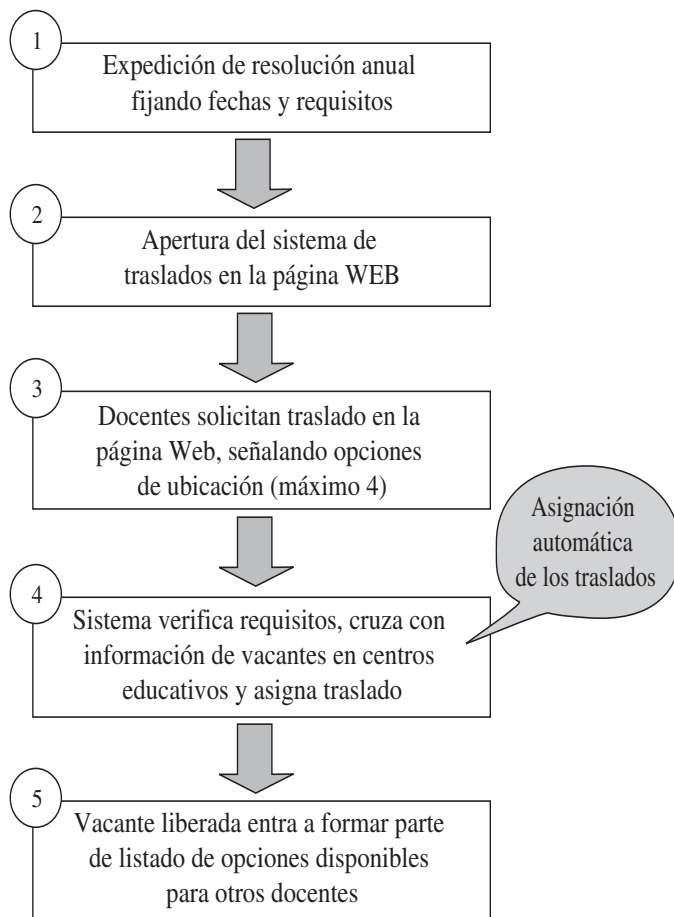 1
Expedición de resolución anual
fijando fechas y requisitos
2
Apertura del sistema de
traslados en la página WEB
3
Docentes solicitan traslado en la
página Web, señalando opciones
de ubicación (máximo 4)
Asignación
automática
de los traslados
4
Sistema verifica requisitos, cruza con
información de vacantes en centros
educativos y asigna traslado
5
Vacante liberada entra a formar parte
de listado de opciones disponibles
para otros docentes